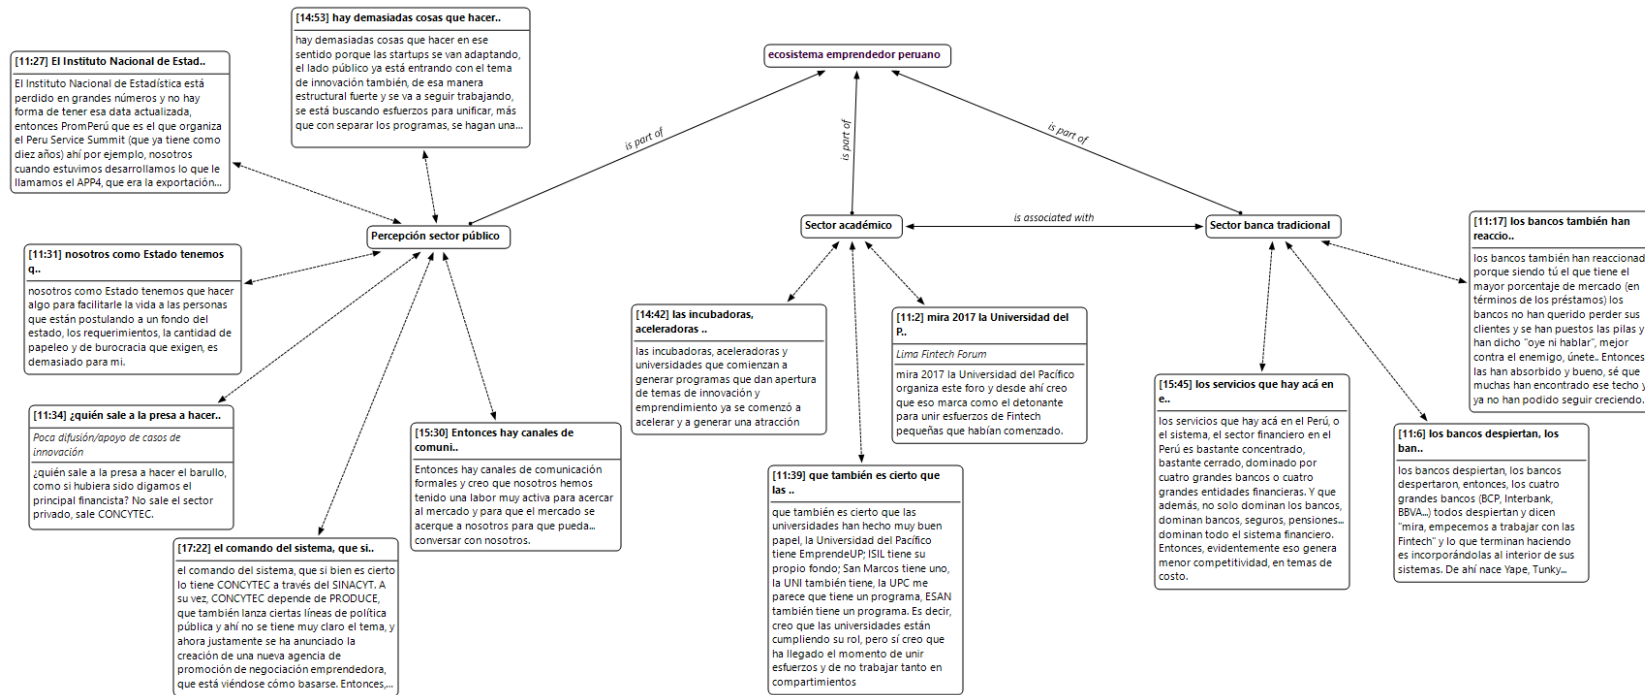 ecosistema emprendedor peruano
is part of
is part of
is part of
Percepción sector público
Sector académico
is associated with
Sector banca tradicional
[14:53] hay demasiadas cosas que hacer..
hay demasiadas cosas que hacer en ese
sentido porque las startups se van adaptando,
el lado público ya está entrando con el tema
de innovación también, de esa manera
estructural fuerte y se va a seguir trabajando,
se está buscando esfuerzos para unificar, más
que con separar los programas, se hagan una...
[11:27] El Instituto Nacional de Estad..
El Instituto Nacional de Estadística está
perdido en grandes números y no hay
forma de tener esa data actualizada,
entonces PromPerú que es el que organiza
el Peru Service Summit (que ya tiene como
diez años) ahí por ejemplo, nosotros
cuando estuvimos desarrollamos lo que le
llamamos el APP4, que era la exportación...
[11:31] nosotros como Estado tenemos
q..
nosotros como Estado tenemos que hacer
algo para facilitarle la vida a las personas
que están postulando a un fondo del
estado, los requerimientos, la cantidad de
papeleo y de burocracia que exigen, es
demasiado para mi.
[11:34] ¿quién sale a la presa a hacer..
Poca difusión/apoyo de casos de
innovación
¿quién sale a la presa a hacer el barullo,
como si hubiera sido digamos el
principal financista? No sale el sector
privado, sale CONCYTEC.
[17:22] el comando del sistema, que si..
el comando del sistema, que si bien es cierto
lo tiene CONCYTEC a través del SINACYT. A
su vez, CONCYTEC depende de PRODUCE,
que también lanza ciertas líneas de política
pública y ahí no se tiene muy claro el tema, y
ahora justamente se ha anunciado la
creación de una nueva agencia de
promoción de negociación emprendedora,
que está viéndose cómo basarse. Entonces,...
[15:30] Entonces hay canales de
comuni..
Entonces hay canales de comunicación
formales y creo que nosotros hemos
tenido una labor muy activa para acercar
al mercado y para que el mercado se
acerque a nosotros para que pueda...
conversar con nosotros.
[14:42] las incubadoras,
aceleradoras ..
las incubadoras, aceleradoras y
universidades que comienzan a
generar programas que dan apertura
de temas de innovación y
emprendimiento ya se comenzó a
acelerar y a generar una atracción
[11:39] que también es cierto que
las ..
que también es cierto que las
universidades han hecho muy buen
papel, la Universidad del Pacífico
tiene EmprendeUP; ISIL tiene su
propio fondo; San Marcos tiene uno,
la UNI también tiene, la UPC me
parece que tiene un programa, ESAN
también tiene un programa. Es decir,
creo que las universidades están
cumpliendo su rol, pero sí creo que
ha llegado el momento de unir
esfuerzos y de no trabajar tanto en
compartimientos
[11:2] mira 2017 la Universidad del
P..
Lima Fintech Forum
mira 2017 la Universidad del Pacífico
organiza este foro y desde ahí creo
que eso marca como el detonante
para unir esfuerzos de Fintech
pequeñas que habían comenzado.
[15:45] los servicios que hay acá en
e..
los servicios que hay acá en el Perú, o
el sistema, el sector financiero en el
Perú es bastante concentrado,
bastante cerrado, dominado por
cuatro grandes bancos o cuatro
grandes entidades financieras. Y que
además, no solo dominan los bancos,
dominan bancos, seguros, pensiones...
dominan todo el sistema financiero.
Entonces, evidentemente eso genera
menor competitividad, en temas de
costo.
[11:6] los bancos despiertan, los
ban..
los bancos despiertan, los bancos
despertaron, entonces, los cuatro
grandes bancos (BCP, Interbank,
BBVA...) todos despiertan y dicen
"mira, empecemos a trabajar con las
Fintech" y lo que terminan haciendo
es incorporándolas al interior de sus
sistemas. De ahí nace Yape, Tunky...
[11:17] los bancos también han
reaccio..
los bancos también han reaccionad
porque siendo tú el que tiene el
mayor porcentaje de mercado (en
términos de los préstamos) los
bancos no han querido perder sus
clientes y se han puestos las pilas y
han dicho "oye ni hablar", mejor
contra el enemigo, únete.. Entonces
las han absorbido y bueno, sé que
muchas han encontrado ese techo y
ya no han podido seguir creciendo.